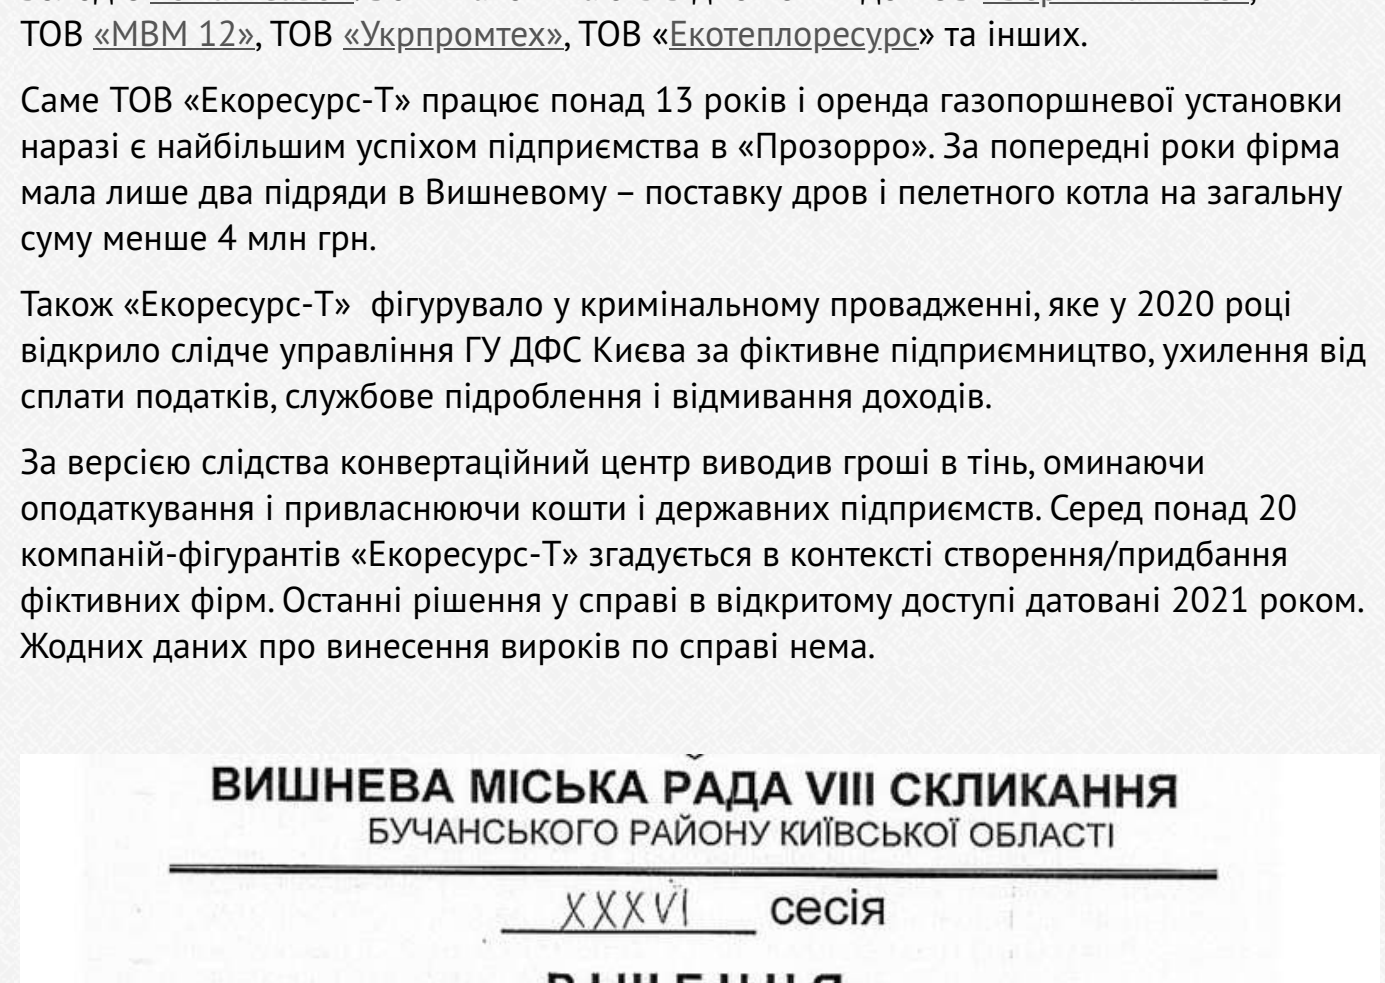 ТОВ «МВМ 12», ТОВ «Укрпромтех», ТОВ «Екотеплоресурс» та інших.
Саме ТОВ «Екоресурс-Т» працює понад 13 років і оренда газопоршневої установки
наразі є найбільшим успіхом підприємства в «Прозорро». За попередні роки фірма
мала лише два підряди в Вишневому – поставку дров і пелетного котла на загальну
суму менше 4 млн грн.
Також «Екоресурс-Т» фігурувало у кримінальному провадженні, яке у 2020 році
відкрило слідче управління ГУ ДФС Києва за фіктивне підприємництво, ухилення від
сплати податків, службове підроблення і відмивання доходів.
За версією слідства конвертаційний центр виводив гроші в тінь, оминаючи
оподаткування і привласнюючи кошти і державних підприємств. Серед понад 20
компаній-фігурантів «Екоресурс-Т» згадується в контексті створення/придбання
фіктивних фірм. Останні рішення у справі в відкритому доступі датовані 2021 роком.
Жодних даних про винесення вироків по справі нема.
ВИШНЕВА МІСЬКА РАДА VIII СКЛИКАННЯ
БУЧАНСЬКОГО РАЙОНУ КИЇВСЬКОЇ ОБЛАСТІ
XXXVI сесія